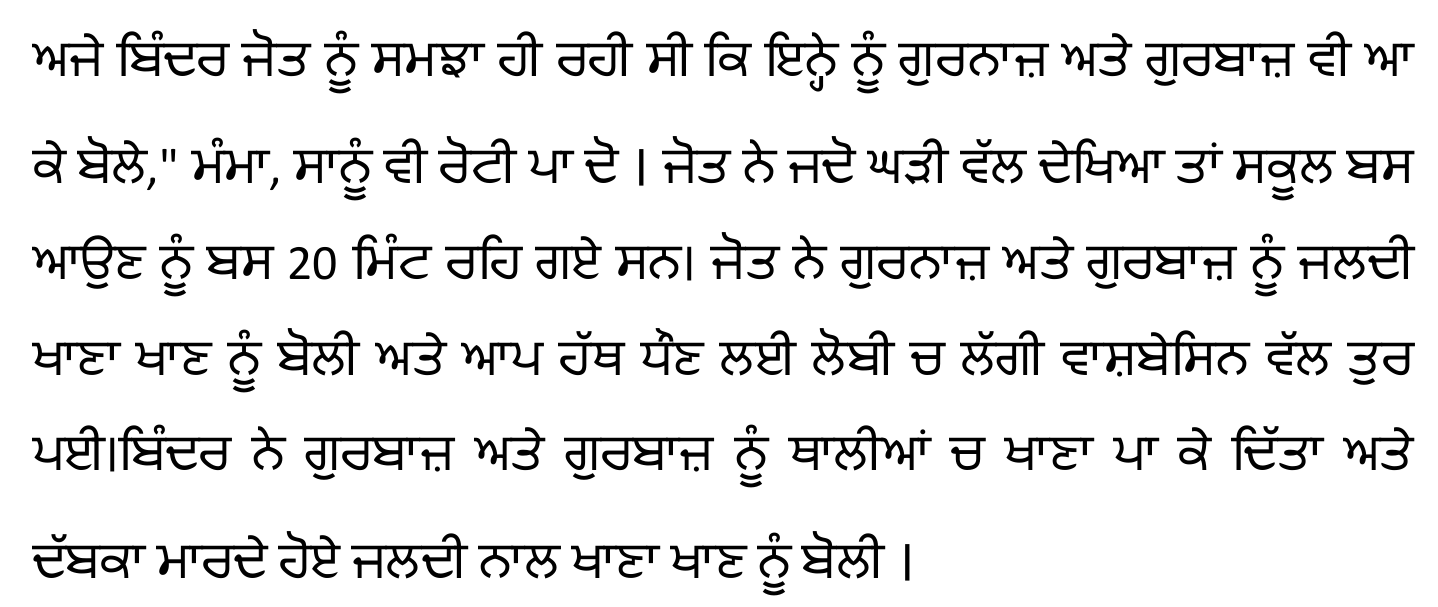 ਅਜੇ ਬਿੰਦਰ ਜੋਤ ਨੂੰ ਸਮਝਾ ਹੀ ਰਹੀ ਸੀ ਕਿ ਇਨ੍ਹੇ ਨੂੰ ਗੁਰਨਾਜ਼ ਅਤੇ ਗੁਰਬਾਜ਼ ਵੀ ਆ
ਕੇ ਬੋਲੇ," ਮੰਮਾ, ਸਾਨੂੰ ਵੀ ਰੋਟੀ ਪਾ ਦੋ | ਜੋਤ ਨੇ ਜਦੋ ਘੜੀ ਵੱਲ ਦੇਖਿਆ ਤਾਂ ਸਕੂਲ ਬਸ
ਆਉਣ ਨੂੰ ਬਸ 20 ਮਿੰਟ ਰਹਿ ਗਏ ਸਨ। ਜੋਤ ਨੇ ਗੁਰਨਾਜ਼ ਅਤੇ ਗੁਰਬਾਜ਼ ਨੂੰ ਜਲਦੀ
ਖਾਣਾ ਖਾਣ ਨੂੰ ਬੋਲੀ ਅਤੇ ਆਪ ਹੱਥ ਧੌਣ ਲਈ ਲੋਬੀ ਚ ਲੱਗੀ ਵਾਸ਼ਬੇਸਿਨ ਵੱਲ ਤੁਰ
ਪਈ।ਬਿੰਦਰ ਨੇ ਗੁਰਬਾਜ਼ ਅਤੇ ਗੁਰਬਾਜ਼ ਨੂੰ ਥਾਲੀਆਂ ਚ ਖਾਣਾ ਪਾ ਕੇ ਦਿੱਤਾ ਅਤੇ
ਦੱਬਕਾ ਮਾਰਦੇ ਹੋਏ ਜਲਦੀ ਨਾਲ ਖਾਣਾ ਖਾਣ ਨੂੰ ਬੋਲੀ |